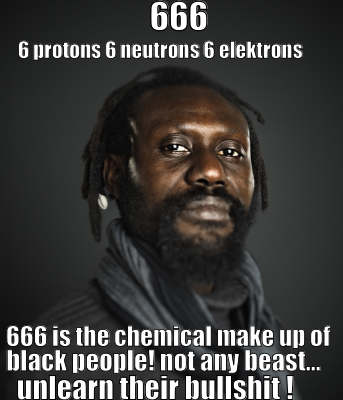 666
6 protons 6 neutrons 6 elektrons
666 is the chemical make up of
black people! not any beast...
unlearn their bullshit !